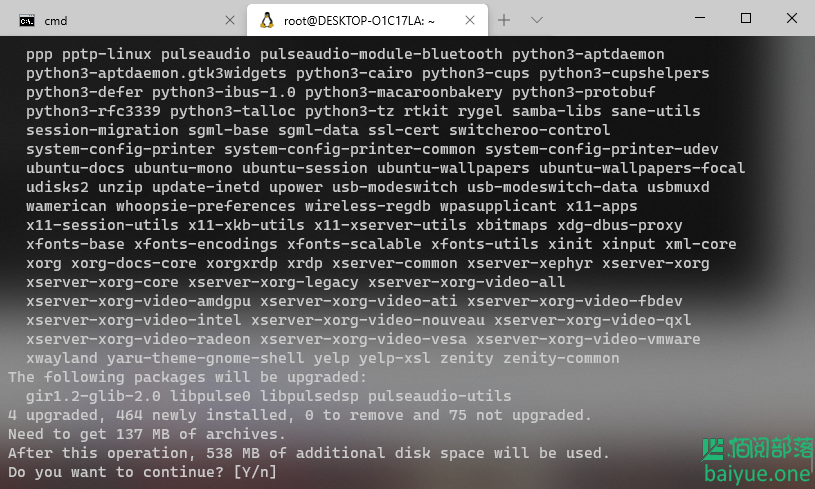 cmd
root@DESKTOP-O1C17LA: ~
ppp pptp-linux pulseaudio pulseaudio-module-bluetooth python3-aptdaemon
python3-aptdaemon.gtk3widgets python3-cairo python3-cups python3-cupshelpers
python3-defer python3-ibus-1.0 python3-macaroonbakery python3-protobuf
python3-rfc3339 python3-talloc python3-tz rtkit rygel samba-libs sane-utils
session-migration sgml-base sgml-data ssl-cert switcheroo-control
system-config-printer system-config-printer-common system-config-printer-udev
ubuntu-docs ubuntu-mono ubuntu-session ubuntu-wallpapers ubuntu-wallpapers-focal
udisks2 unzip update-inetd upower usb-modeswitch usb-modeswitch-data usbmuxd
wamerican whoopsie-preferences wireless-regdb wpasupplicant x11-apps
x11-session-utils x11-xkb-utils x11-xserver-utils xbitmaps xdg-dbus-proxy
xfonts-base xfonts-encodings xfonts-scalable xfonts-utils xinit xinput xml-core
xorg xorg-docs-core xorgxrdp xrdp xserver-common xserver-xephyr xserver-xorg
xserver-xorg-core xserver-xorg-legacy xserver-xorg-video-all
xserver-xorg-video-amdgpu xserver-xorg-video-ati xserver-xorg-video-fbdev
xserver-xorg-video-intel xserver-xorg-video-nouveau xserver-xorg-video-qxl
xserver-xorg-video-radeon xserver-xorg-video-vesa xserver-xorg-video-vmware
xwayland yaru-theme-gnome-shell yelp yelp-xsl zenity zenity-common
The following packages will be upgraded:
gir1.2-glib-2.0 libpulse0 libpulsedsp pulseaudio-utils
4 upgraded, 464 newly installed, 0 to remove and 75 not upgraded.
Need to get 137 MB of archives.
After this operation, 538 MB of additional disk space will be used.
Do you want to continue? [Y/n]
佰阅部落
baiyue.one